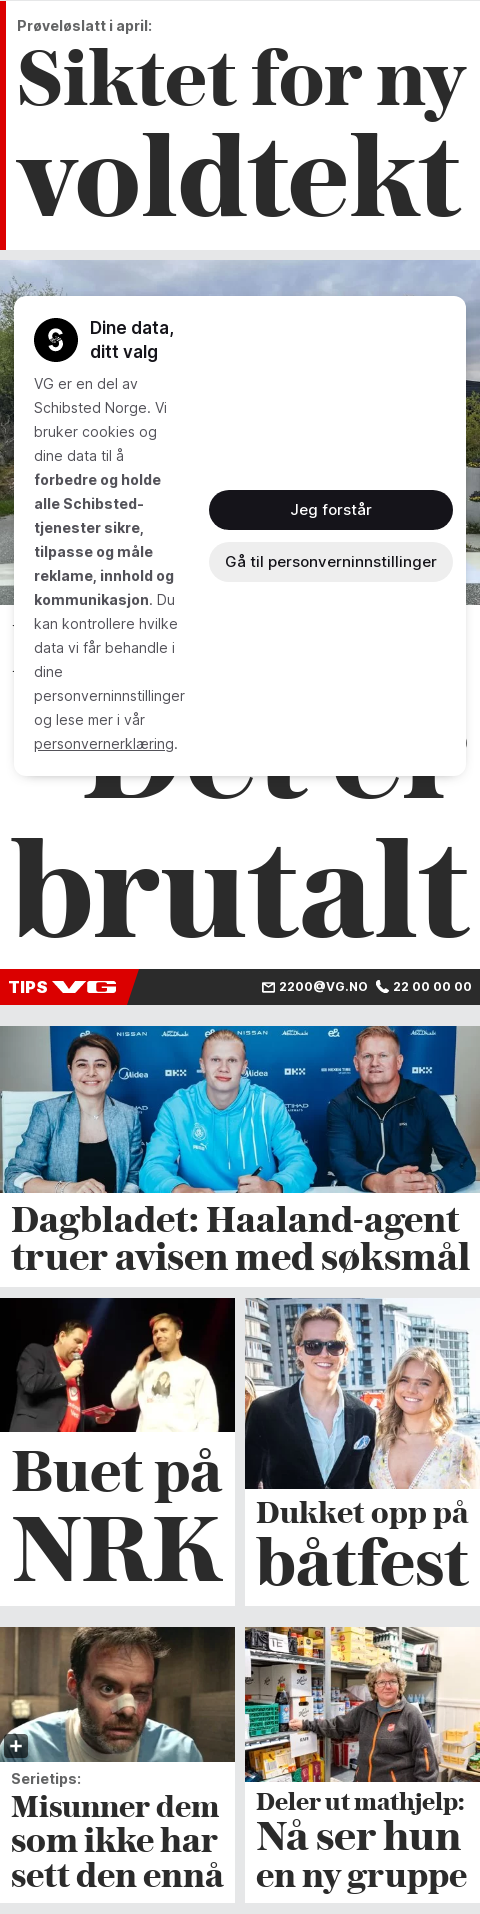 Prøveløslatt i april:
Siktet for ny
voldtekt
Dine data,
ditt valg
VG er en del av
Schibsted Norge. Vi
bruker cookies og
dine data til å
forbedre og holde
alle Schibsted-
tjenester sikre,
tilpasse og måle
reklame, innhold og
kommunikasjon. Du
kan kontrollere hvilke
data vi får behandle i
dine
personverninnstillinger
og lese mer i vår
personvernerklæring.
Jeg forstår
Gå til personverninnstillinger
Det er
brutalt
TIPS VG
2200@VG.NO 22 00 00 00
NISSAN
Midea
OKX
Dagbladet: Haaland-agent
truer avisen med søksmål
Buet på
NRK
Dukket opp på
båtfest
Serietips:
Misunner dem
som ikke har
sett den ennå
Deler ut mathjelp:
Nå ser hun
en ny gruppe